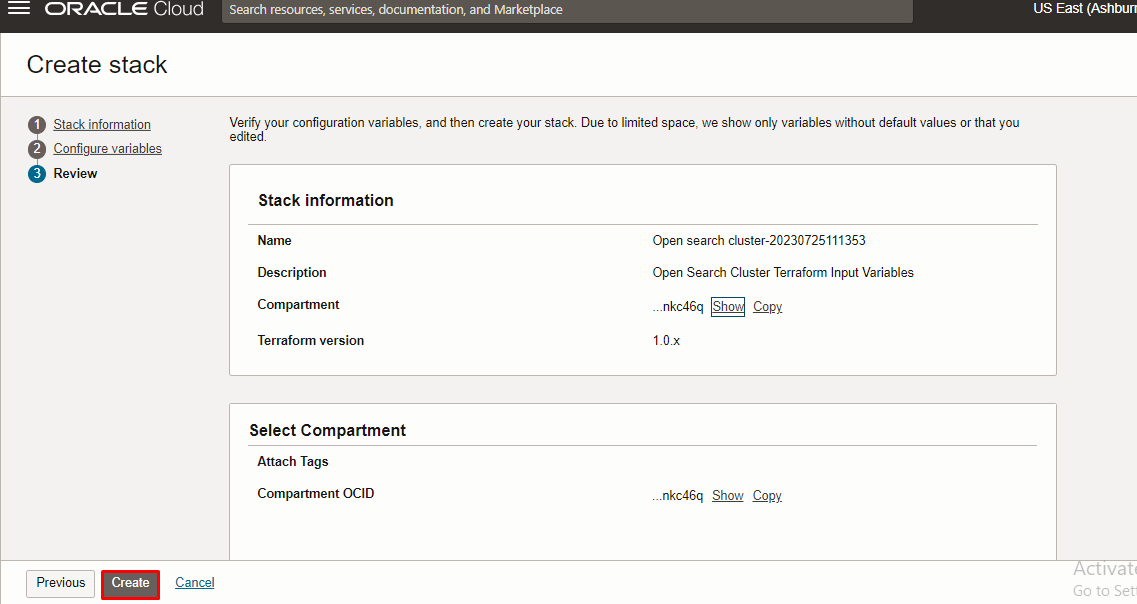 ORACLE Cloud
Search resources, services, documentation, and Marketplace
US East (Ashburn
Create stack
1 Stack information
2 Configure variables
3 Review
Verify your configuration variables, and then create your stack. Due to limited space, we show only variables without default values or that you
edited.
Stack information
Name Open search cluster-20230725111353
Description Open Search Cluster Terraform Input Variables
Compartment ...nkc46q Show Copy
Terraform version 1.0.x
Select Compartment
Attach Tags
Compartment OCID ...nkc46q Show Copy
Previous Create Cancel
Activate
Go to Sett